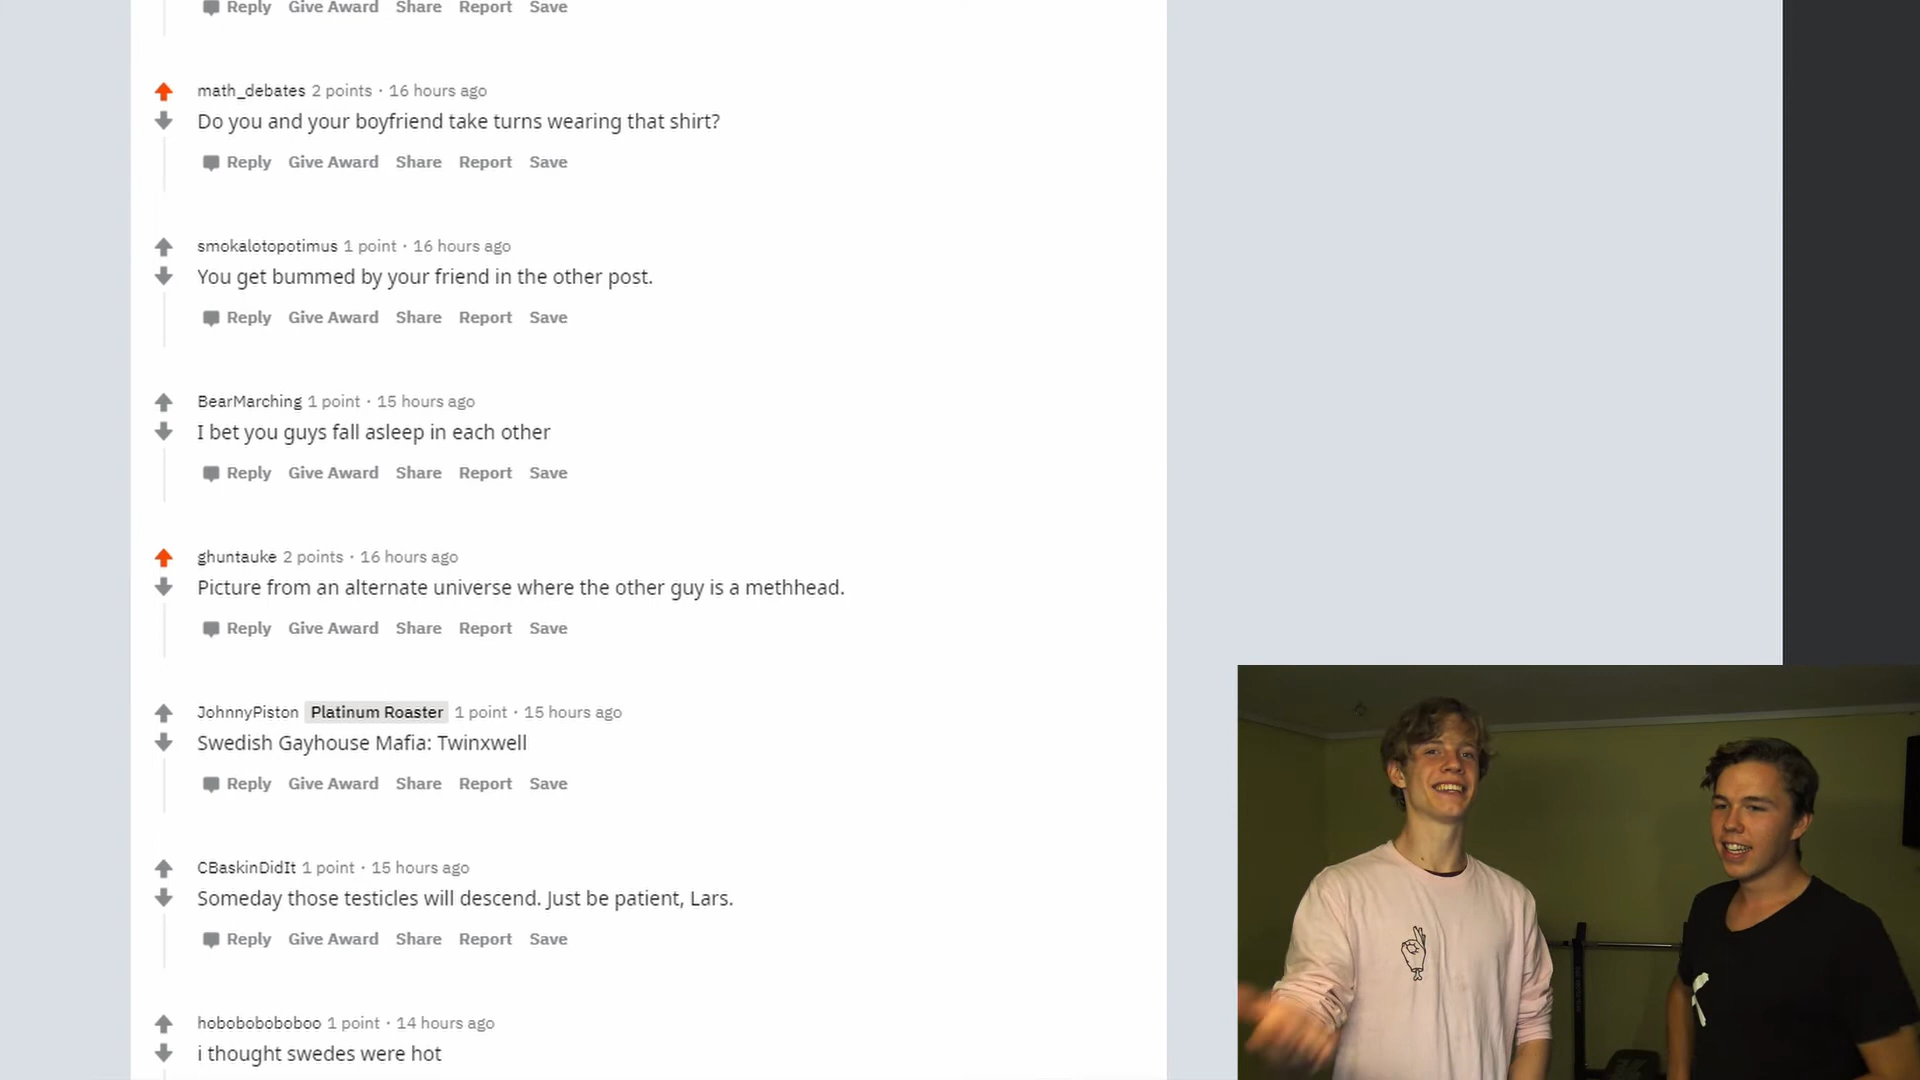 Reply Give Award Share Report Save
math_debates 2 points · 16 hours ago
Do you and your boyfriend take turns wearing that shirt?
Reply Give Award Share Report Save
smokalotopotimus 1 point · 16 hours ago
You get bummed by your friend in the other post.
Reply Give Award Share Report Save
BearMarching 1 point · 15 hours ago
I bet you guys fall asleep in each other
Reply Give Award Share Report Save
ghuntauke 2 points · 16 hours ago
Picture from an alternate universe where the other guy is a methhead.
Reply Give Award Share Report Save
JohnnyPiston Platinum Roaster 1 point · 15 hours ago
Swedish Gayhouse Mafia: Twinxwell
Reply Give Award Share Report Save
CBaskinDidIt 1 point · 15 hours ago
Someday those testicles will descend. Just be patient, Lars.
Reply Give Award Share Report Save
hoboboboboboo 1 point · 14 hours ago
i thought swedes were hot